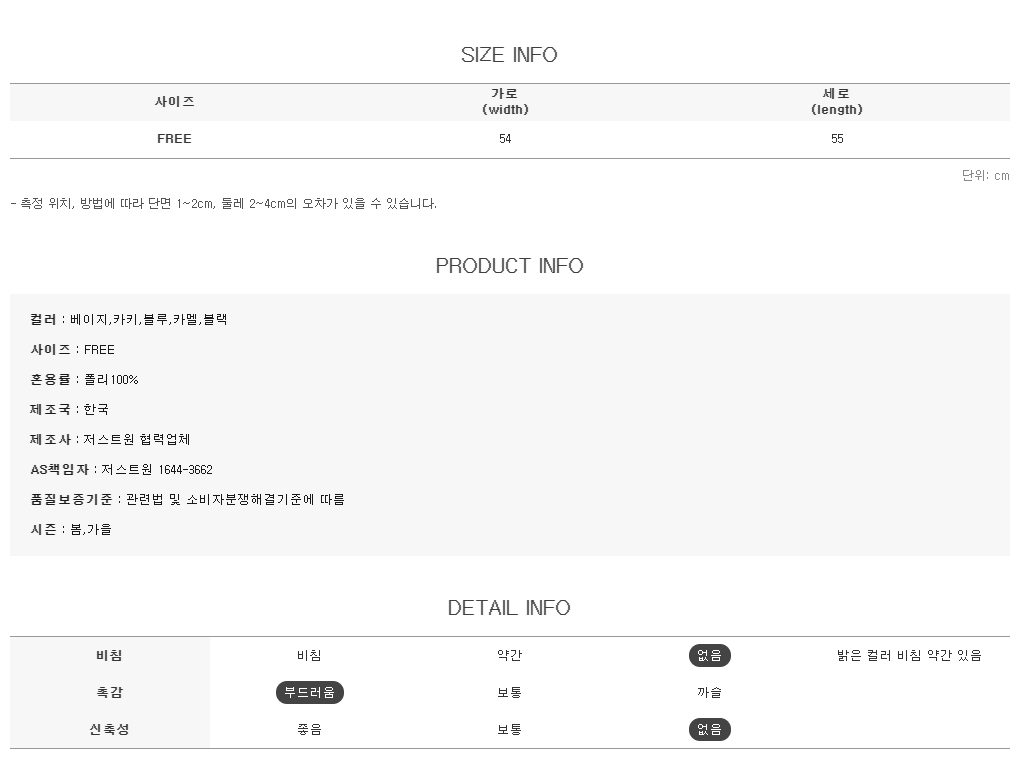 SIZE INFO
사이즈 가로 (width) 세로 (length)
FREE 54 55
단위: cm
- 측정 위치, 방법에 따라 단면 1~2cm, 둘레 2~4cm의 오차가 있을 수 있습니다.
PRODUCT INFO
컬러 : 베이지,카키,블루,카멜,블랙
사이즈 : FREE
혼용률 : 폴리100%
제조국 : 한국
제조사 : 저스트원 협력업체
AS책임자 : 저스트원 1644-3662
품질보증기준 : 관련법 및 소비자분쟁해결기준에 따름
시즌 : 봄,가을
DETAIL INFO
비침 비침 약간 없음 밝은 컬러 비침 약간 있음
촉감 부드러움 보통 까슬
신축성 좋음 보통 없음